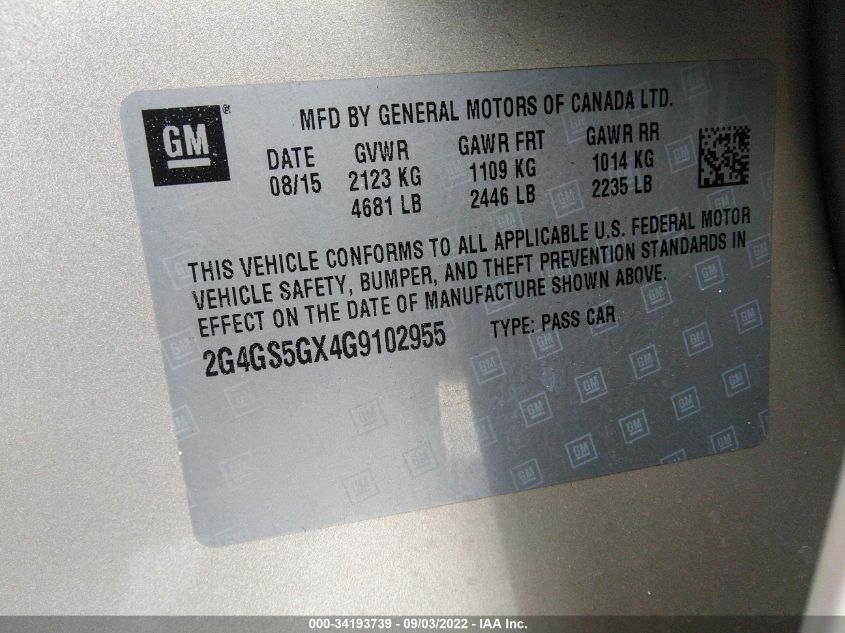 MFD BY GENERAL MOTORS OF CANADA LTD.
GM®
DATE GVWR GAWR FRT GAWR RR
08/15 2123 KG 1109 KG 1014 KG
4681 LB 2446 LB 2235 LB
THIS VEHICLE CONFORMS TO ALL APPLICABLE U.S. FEDERAL MOTOR
VEHICLE SAFETY, BUMPER, AND THEFT PREVENTION STANDARDS IN
EFFECT ON THE DATE OF MANUFACTURE SHOWN ABOVE.
2G4GS5GX4G9102955 TYPE: PASS CAR
000-34193739 - 09/03/2022 - IAA Inc.